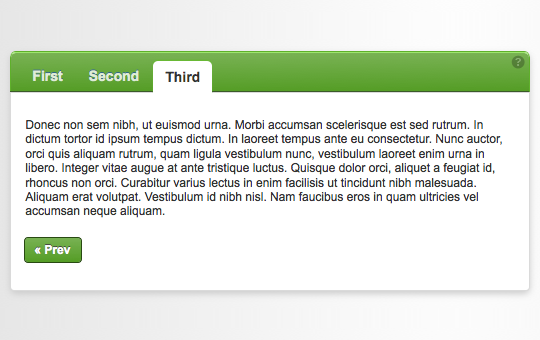 First Second Third ?
Donec non sem nibh, ut euismod urna. Morbi accumsan scelerisque est sed rutrum. In
dictum tortor id ipsum tempus dictum. In laoreet tempus ante eu consectetur. Nunc auctor,
orci quis aliquam rutrum, quam ligula vestibulum nunc, vestibulum laoreet enim urna in
libero. Integer vitae augue at ante tristique luctus. Quisque dolor orci, aliquet a feugiat id,
rhoncus non orci. Curabitur varius lectus in enim facilisis ut tincidunt nibh malesuada.
Aliquam erat volutpat. Vestibulum id nibh nisl. Nam faucibus eros in quam ultricies vel
accumsan neque aliquam.
« Prev